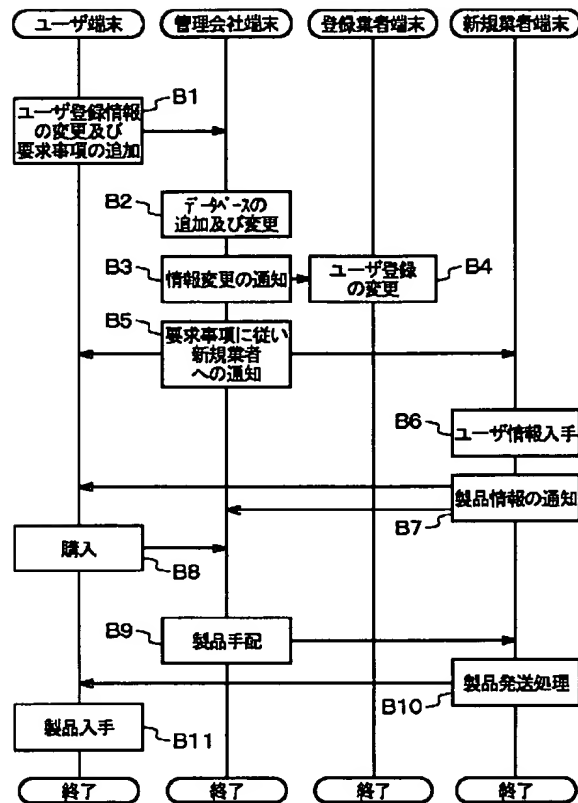 ユーザ端末
管理会社端末
登録業者端末
新規業者端末
B1
ユーザ登録情報
の変更及び
要求事項の追加
B2
データベースの
追加及び変更
B3
情報変更の通知
ユーザ登録
の変更
B4
B5
要求事項に従い
新規業者
への通知
B6
ユーザ情報入手
製品情報の通知
B7
購入
B8
B9
製品手配
製品発送処理
B10
製品入手
B11
終了
終了
終了
終了